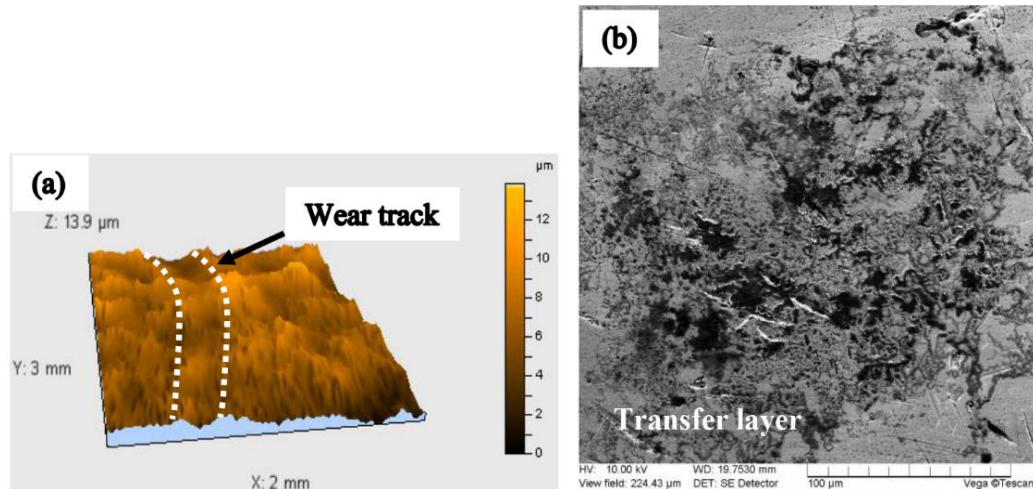 (a)
Z: 13.9 µm
Wear track
µm
12
10
8
6
4
2
0
Y: 3 mm
X: 2 mm
(b)
Transfer layer
HV: 10.00 kV WD: 19.7530 mm
View field: 224.43 µm DET: SE Detector 100 µm Vega ©Tescan